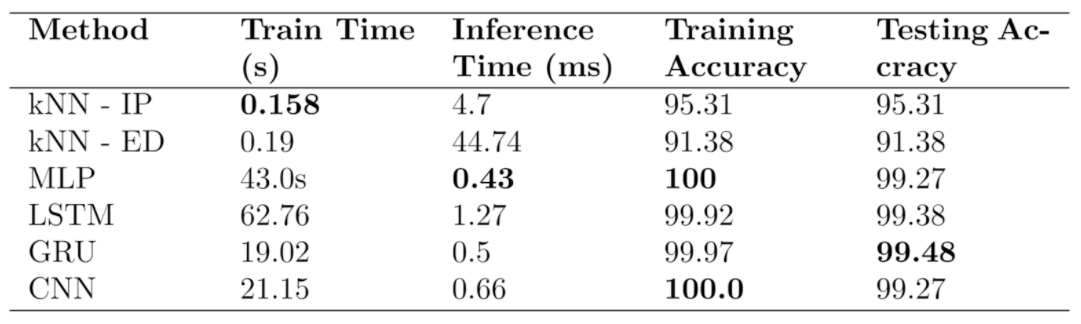 Method Train Time Inference Training Testing Ac-
(s) Time (ms) Accuracy cracy
kNN - IP 0.158 4.7 95.31 95.31
kNN - ED 0.19 44.74 91.38 91.38
MLP 43.0s 0.43 100 99.27
LSTM 62.76 1.27 99.92 99.38
GRU 19.02 0.5 99.97 99.48
CNN 21.15 0.66 100.0 99.27